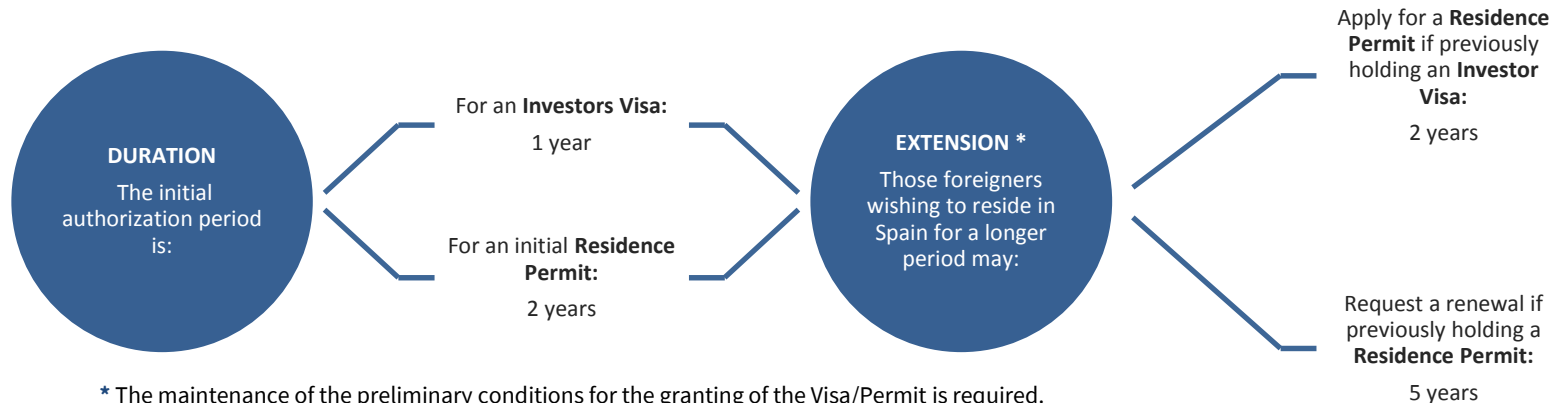 DURATION
The initial
authorization period
is:
For an Investors Visa:
1 year
For an initial Residence
Permit:
2 years
EXTENSION *
Those foreigners
wishing to reside in
Spain for a longer
period may:
Apply for a Residence
Permit if previously
holding an Investor
Visa:
2 years
Request a renewal if
previously holding a
Residence Permit:
5 years
* The maintenance of the preliminary conditions for the granting of the Visa/Permit is required.